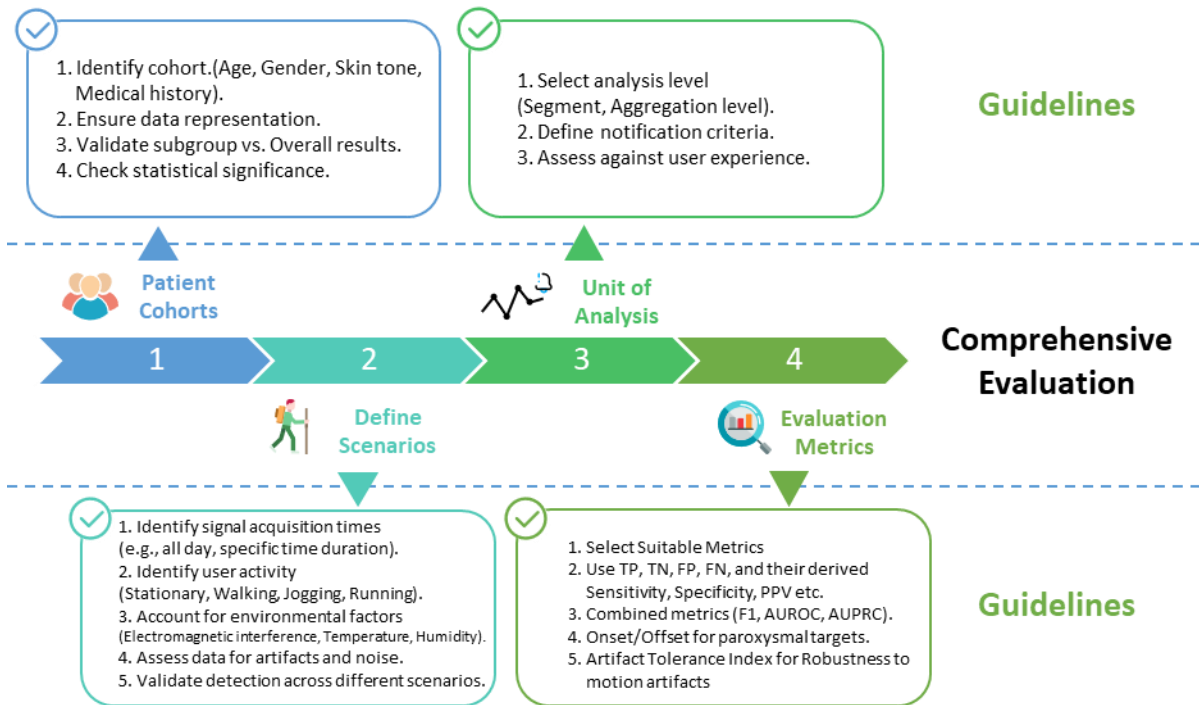 1. Identify cohort.(Age, Gender, Skin tone,
Medical history).
2. Ensure data representation.
3. Validate subgroup vs. Overall results.
4. Check statistical significance.
1. Select analysis level
(Segment, Aggregation level).
2. Define notification criteria.
3. Assess against user experience.
Guidelines
Patient
Cohorts
Unit of
Analysis
1
2
3
4
Comprehensive
Evaluation
Define
Scenarios
Evaluation
Metrics
1. Identify signal acquisition times
(e.g., all day, specific time duration).
2. Identify user activity
(Stationary, Walking, Jogging, Running).
3. Account for environmental factors
(Electromagnetic interference, Temperature, Humidity).
4. Assess data for artifacts and noise.
5. Validate detection across different scenarios.
1. Select Suitable Metrics
2. Use TP, TN, FP, FN, and their derived
Sensitivity, Specificity, PPV etc.
3. Combined metrics (F1, AUROC, AUPRC).
4. Onset/Offset for paroxysmal targets.
5. Artifact Tolerance Index for Robustness to
motion artifacts
Guidelines